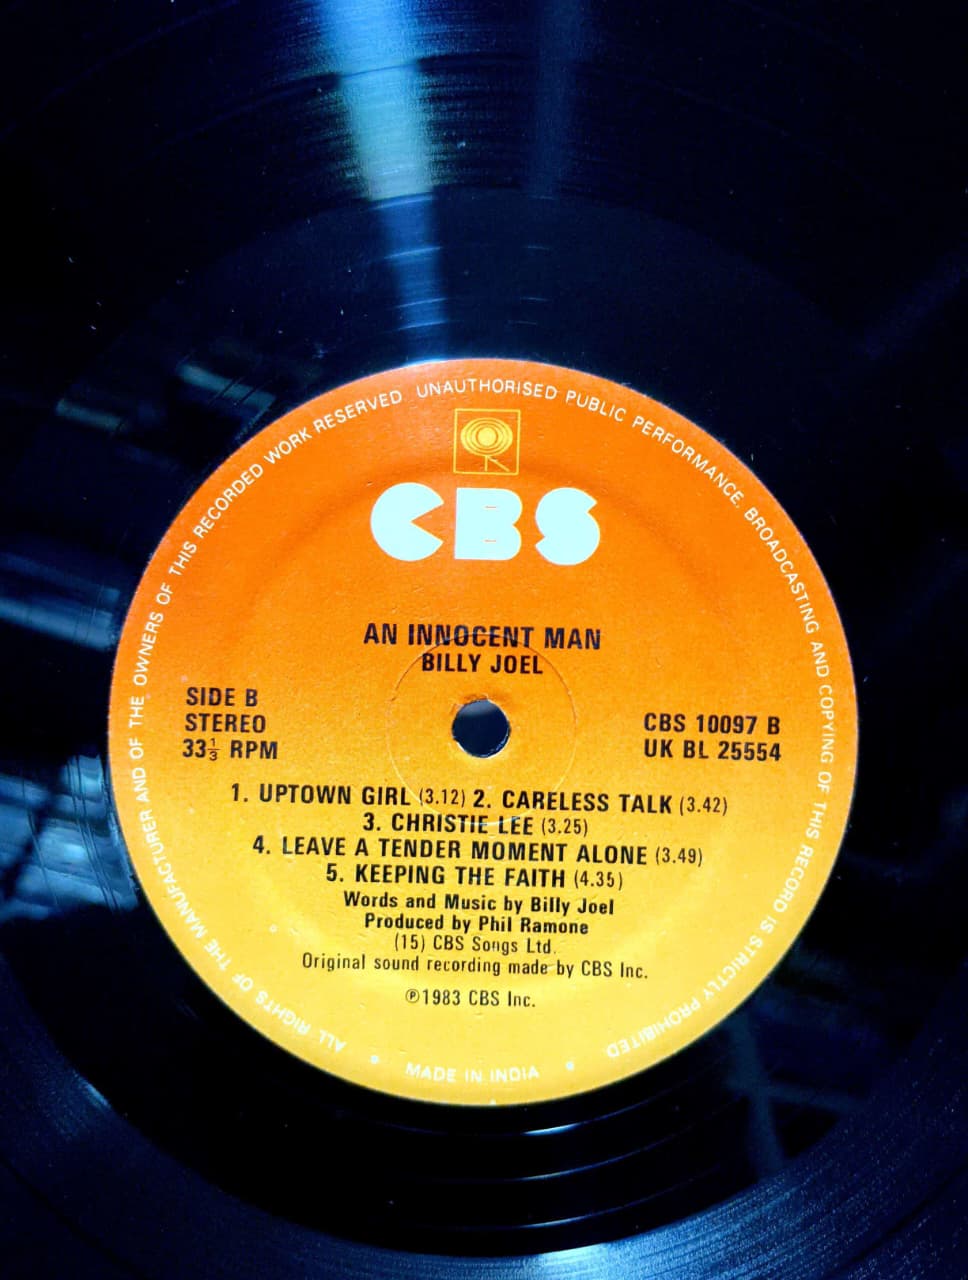 ALL RIGHTS OF THE MANUFACTURER AND OF THE OWNERS OF THIS RECORDED WORK RESERVED. UNAUTHORISED PUBLIC PERFORMANCE, BROADCASTING AND COPYING OF THIS RECORD IS STRICTLY PROHIBITED
CBS
AN INNOCENT MAN
BILLY JOEL
SIDE B
STEREO
33⅓ RPM
CBS 10097 B
UK BL 25554
1. UPTOWN GIRL (3.12) 2. CARELESS TALK (3.42)
3. CHRISTIE LEE (3.25)
4. LEAVE A TENDER MOMENT ALONE (3.49)
5. KEEPING THE FAITH (4.35)
Words and Music by Billy Joel
Produced by Phil Ramone
(15) CBS Songs Ltd.
Original sound recording made by CBS Inc.
℗1983 CBS Inc.
MADE IN INDIA